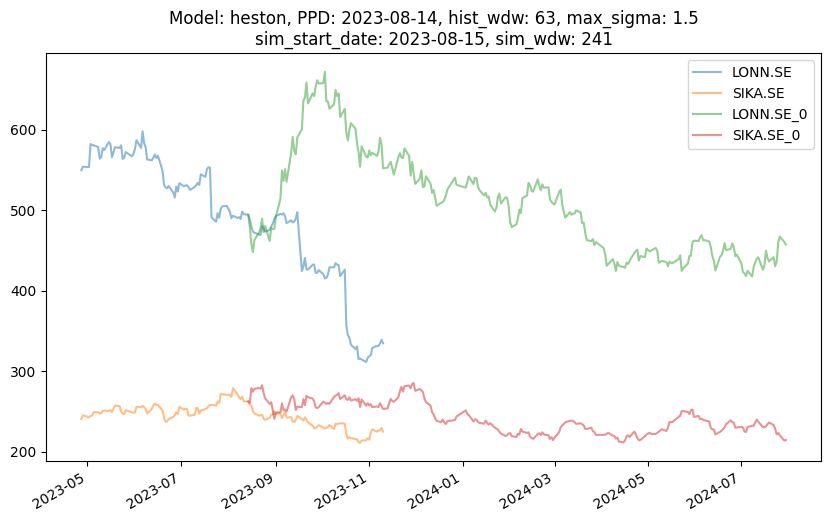 Model: heston, PPD: 2023-08-14, hist_wdw: 63, max_sigma: 1.5
sim_start_date: 2023-08-15, sim_wdw: 241
LONN.SE
SIKA.SE
LONN.SE_0
SIKA.SE_0
600
500
400
300
200
2023-05
2023-07
2023-09
2023-11
2024-01
2024-03
2024-05
2024-07